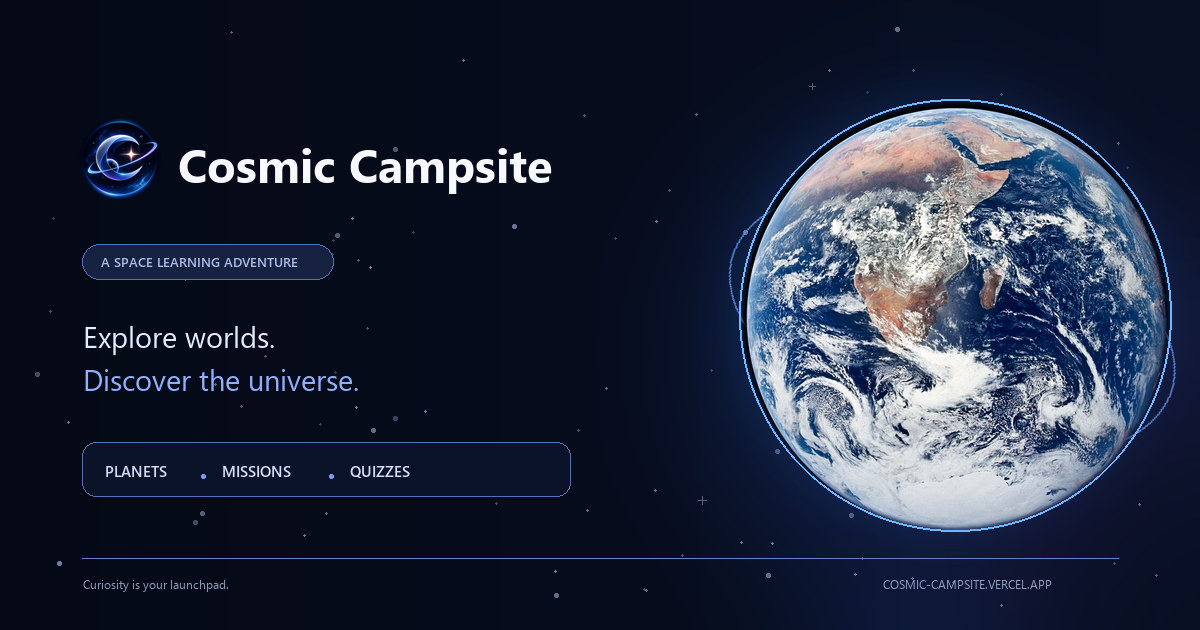 Cosmic Campsite
A SPACE LEARNING ADVENTURE
Explore worlds.
Discover the universe.
PLANETS • MISSIONS • QUIZZES
Curiosity is your launchpad.
COSMIC-CAMPSITE.VERCEL.APP